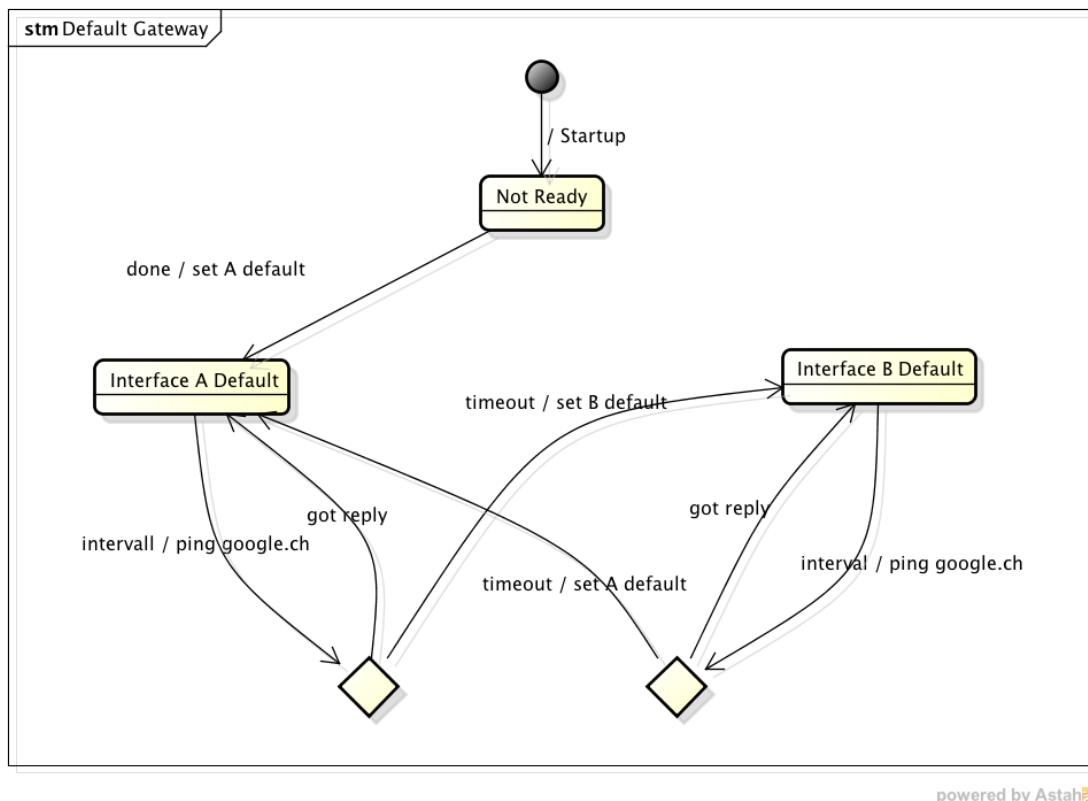 stm Default Gateway
/ Startup
Not Ready
done / set A default
Interface A Default
Interface B Default
timeout / set B default
got reply
got reply
intervall / ping google.ch
interval / ping google.ch
timeout / set A default
powered by Astah